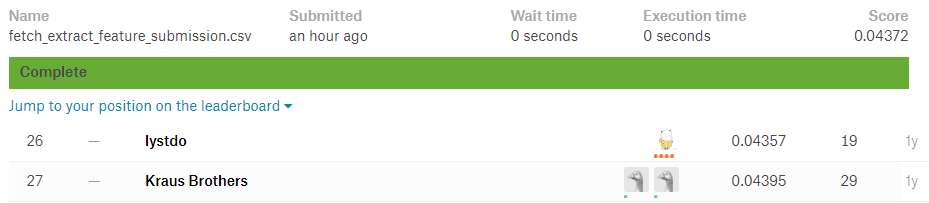 Name Submitted Wait time Execution time Score
fetch_extract_feature_submission.csv an hour ago 0 seconds 0 seconds 0.04372
Complete
Jump to your position on the leaderboard
26 — lystdo 0.04357 19 1y
27 — Kraus Brothers 0.04395 29 1y